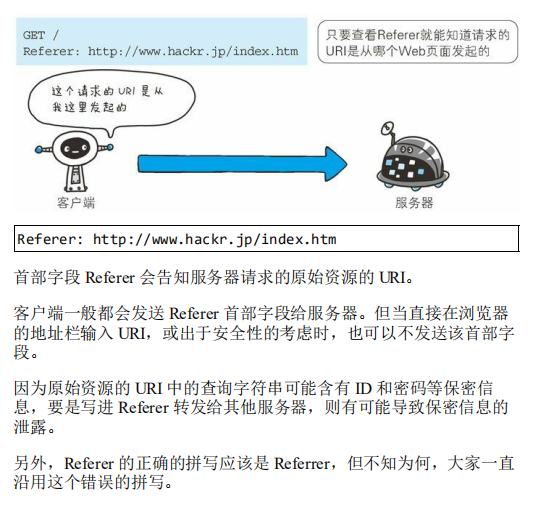 GET /
Referer: http://www.hackr.jp/index.htm
只要查看Referer就能知道请求的
URI是从哪个Web页面发起的
这个请求的 URI 是从
我这里发起的
客户端
服务器
Referer: http://www.hackr.jp/index.htm
首部字段 Referer 会告知服务器请求的原始资源的 URI。
客户端一般都会发送 Referer 首部字段给服务器。但当直接在浏览器
的地址栏输入 URI，或出于安全性的考虑时，也可以不发送该首部字
段。
因为原始资源的 URI 中的查询字符串可能含有 ID 和密码等保密信
息，要是写进 Referer 转发给其他服务器，则有可能导致保密信息的
泄露。
另外，Referer 的正确的拼写应该是 Referrer，但不知为何，大家一直
沿用这个错误的拼写。